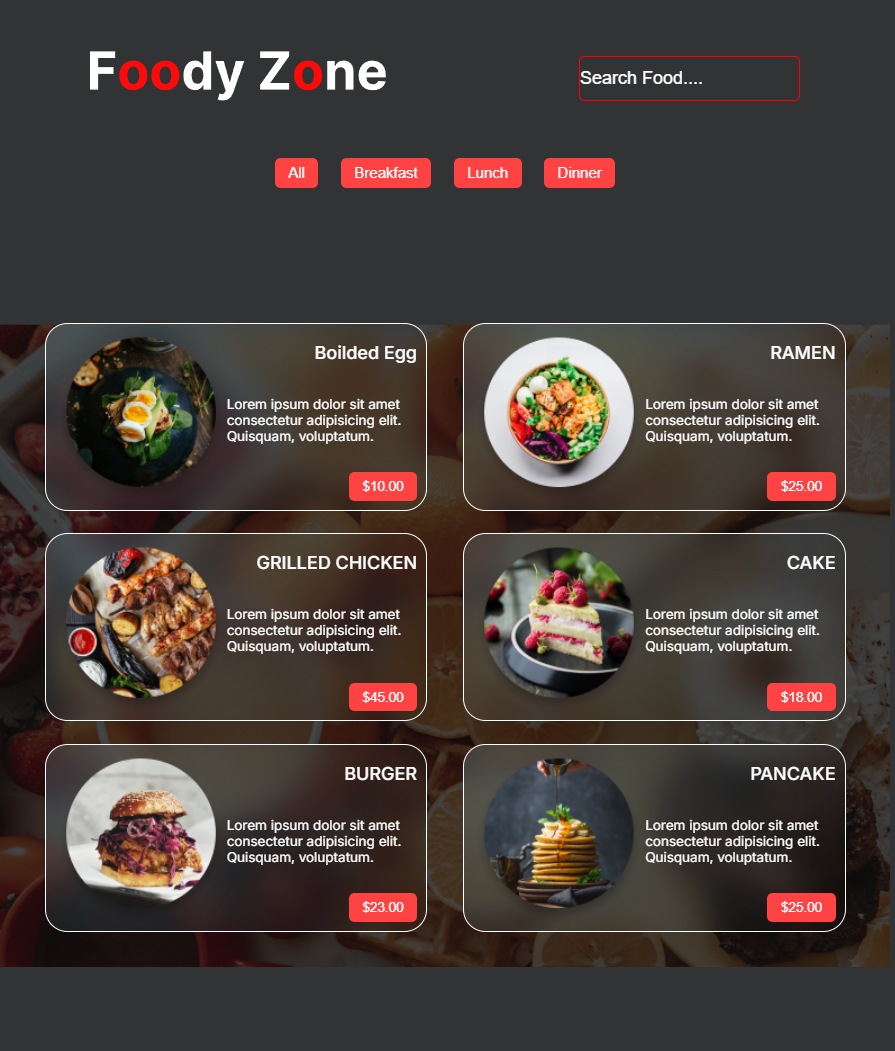 Foody Zone
Search Food....
All
Breakfast
Lunch
Dinner
Boilded Egg
Lorem ipsum dolor sit amet
consectetur adipisicing elit.
Quisquam, voluptatum.
$10.00
RAMEN
Lorem ipsum dolor sit amet
consectetur adipisicing elit.
Quisquam, voluptatum.
$25.00
GRILLED CHICKEN
Lorem ipsum dolor sit amet
consectetur adipisicing elit.
Quisquam, voluptatum.
$45.00
CAKE
Lorem ipsum dolor sit amet
consectetur adipisicing elit.
Quisquam, voluptatum.
$18.00
BURGER
Lorem ipsum dolor sit amet
consectetur adipisicing elit.
Quisquam, voluptatum.
$23.00
PANCAKE
Lorem ipsum dolor sit amet
consectetur adipisicing elit.
Quisquam, voluptatum.
$25.00